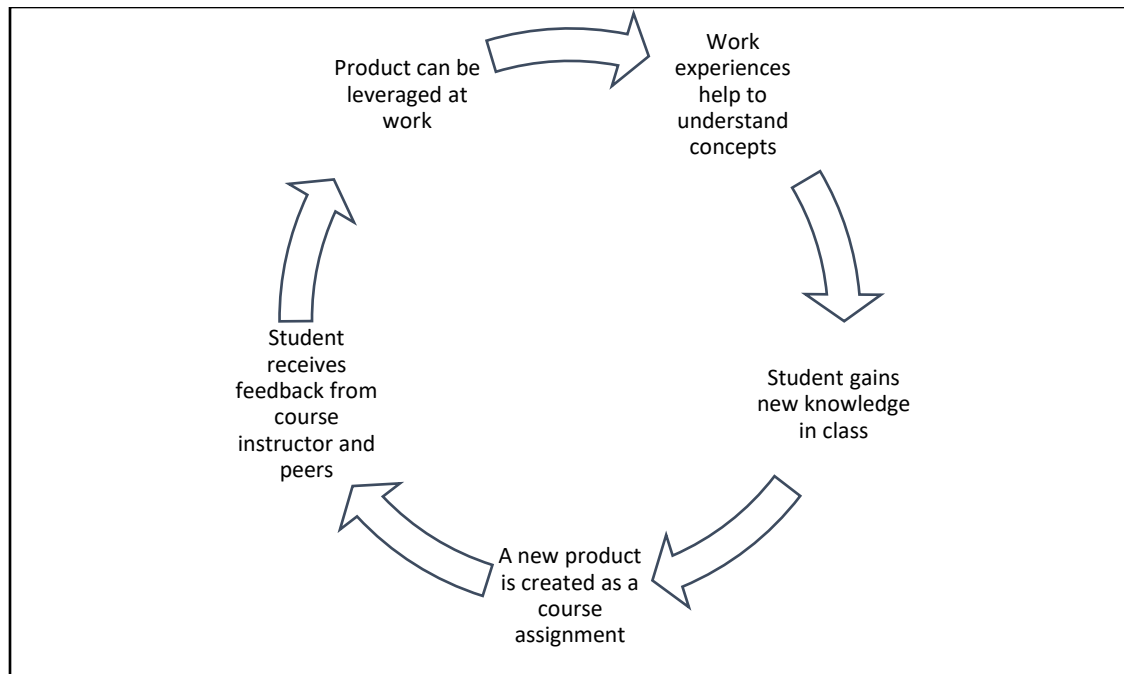 Product can be
leveraged at
work
Work
experiences
help to
understand
concepts
Student gains
new knowledge
in class
A new product
is created as a
course
assignment
Student
receives
feedback from
course
instructor and
peers